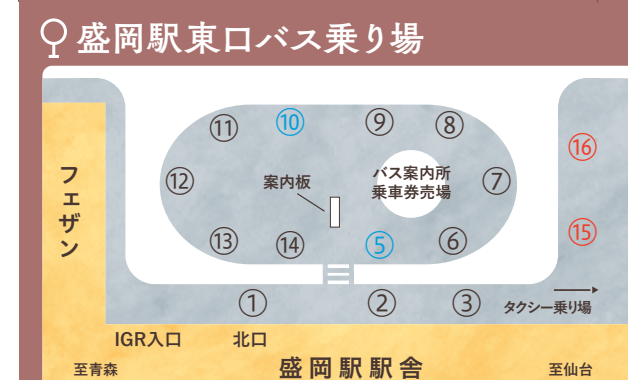 盛岡駅東口バス乗り場
⑪
⑩
⑨
⑧
⑯
フェザン
⑫
案内板
バス案内所
乗車券売場
⑦
⑬
⑭
⑤
⑥
⑮
①
②
③
タクシー乗り場
IGR入口
北口
至青森
盛岡駅駅舎
至仙台